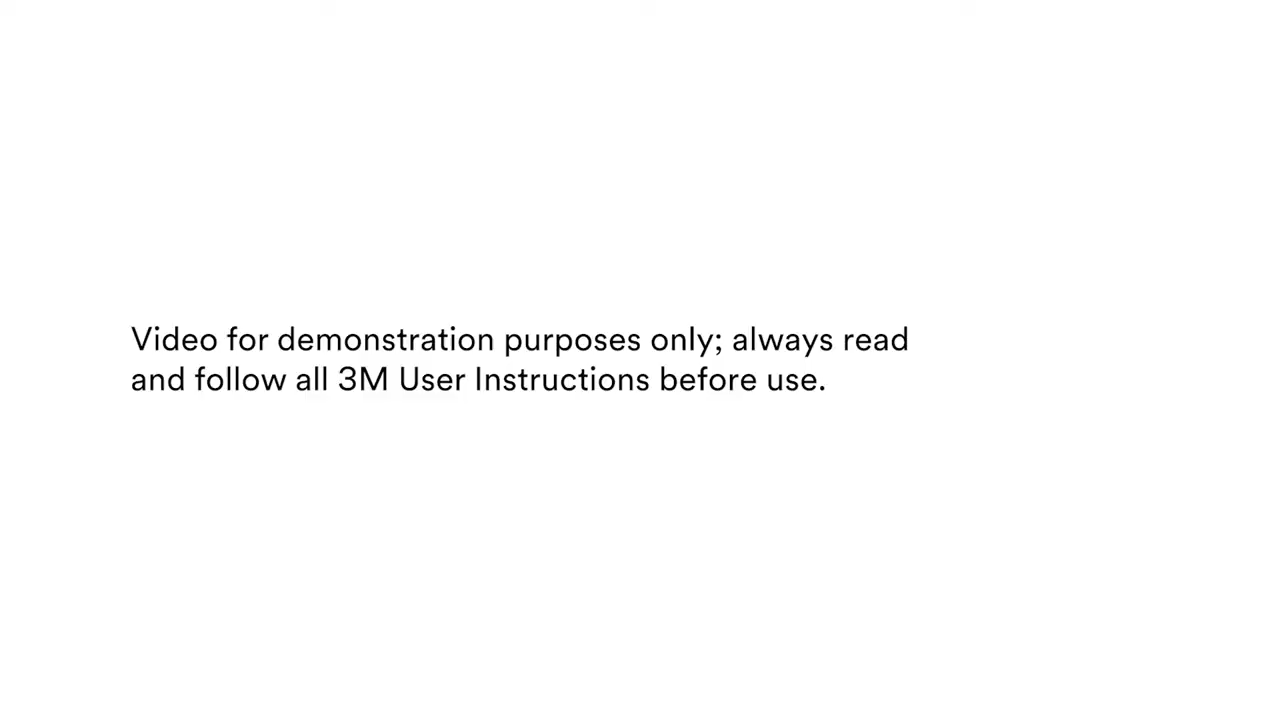 Video for demonstration purposes only; always read
and follow all 3M User Instructions before use.